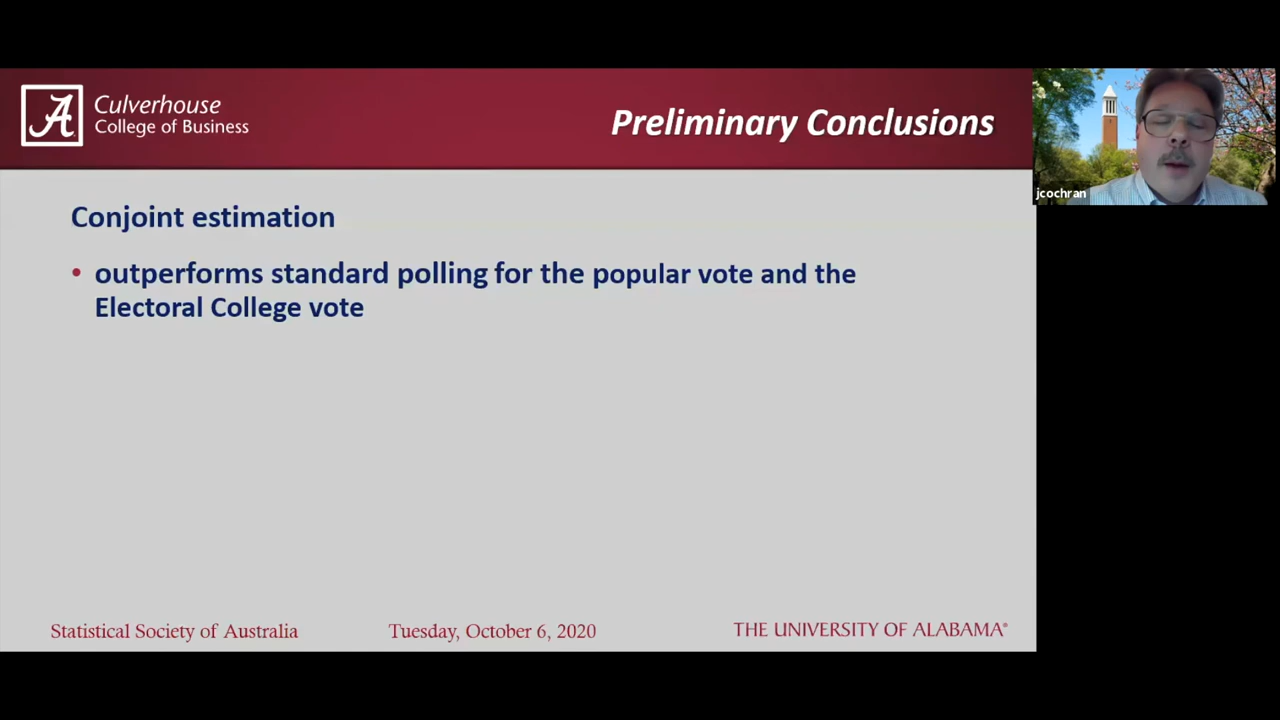 Culverhouse
College of Business
Preliminary Conclusions
jcochran
Conjoint estimation
• outperforms standard polling for the popular vote and the
Electoral College vote
Statistical Society of Australia
Tuesday, October 6, 2020
THE UNIVERSITY OF ALABAMA®